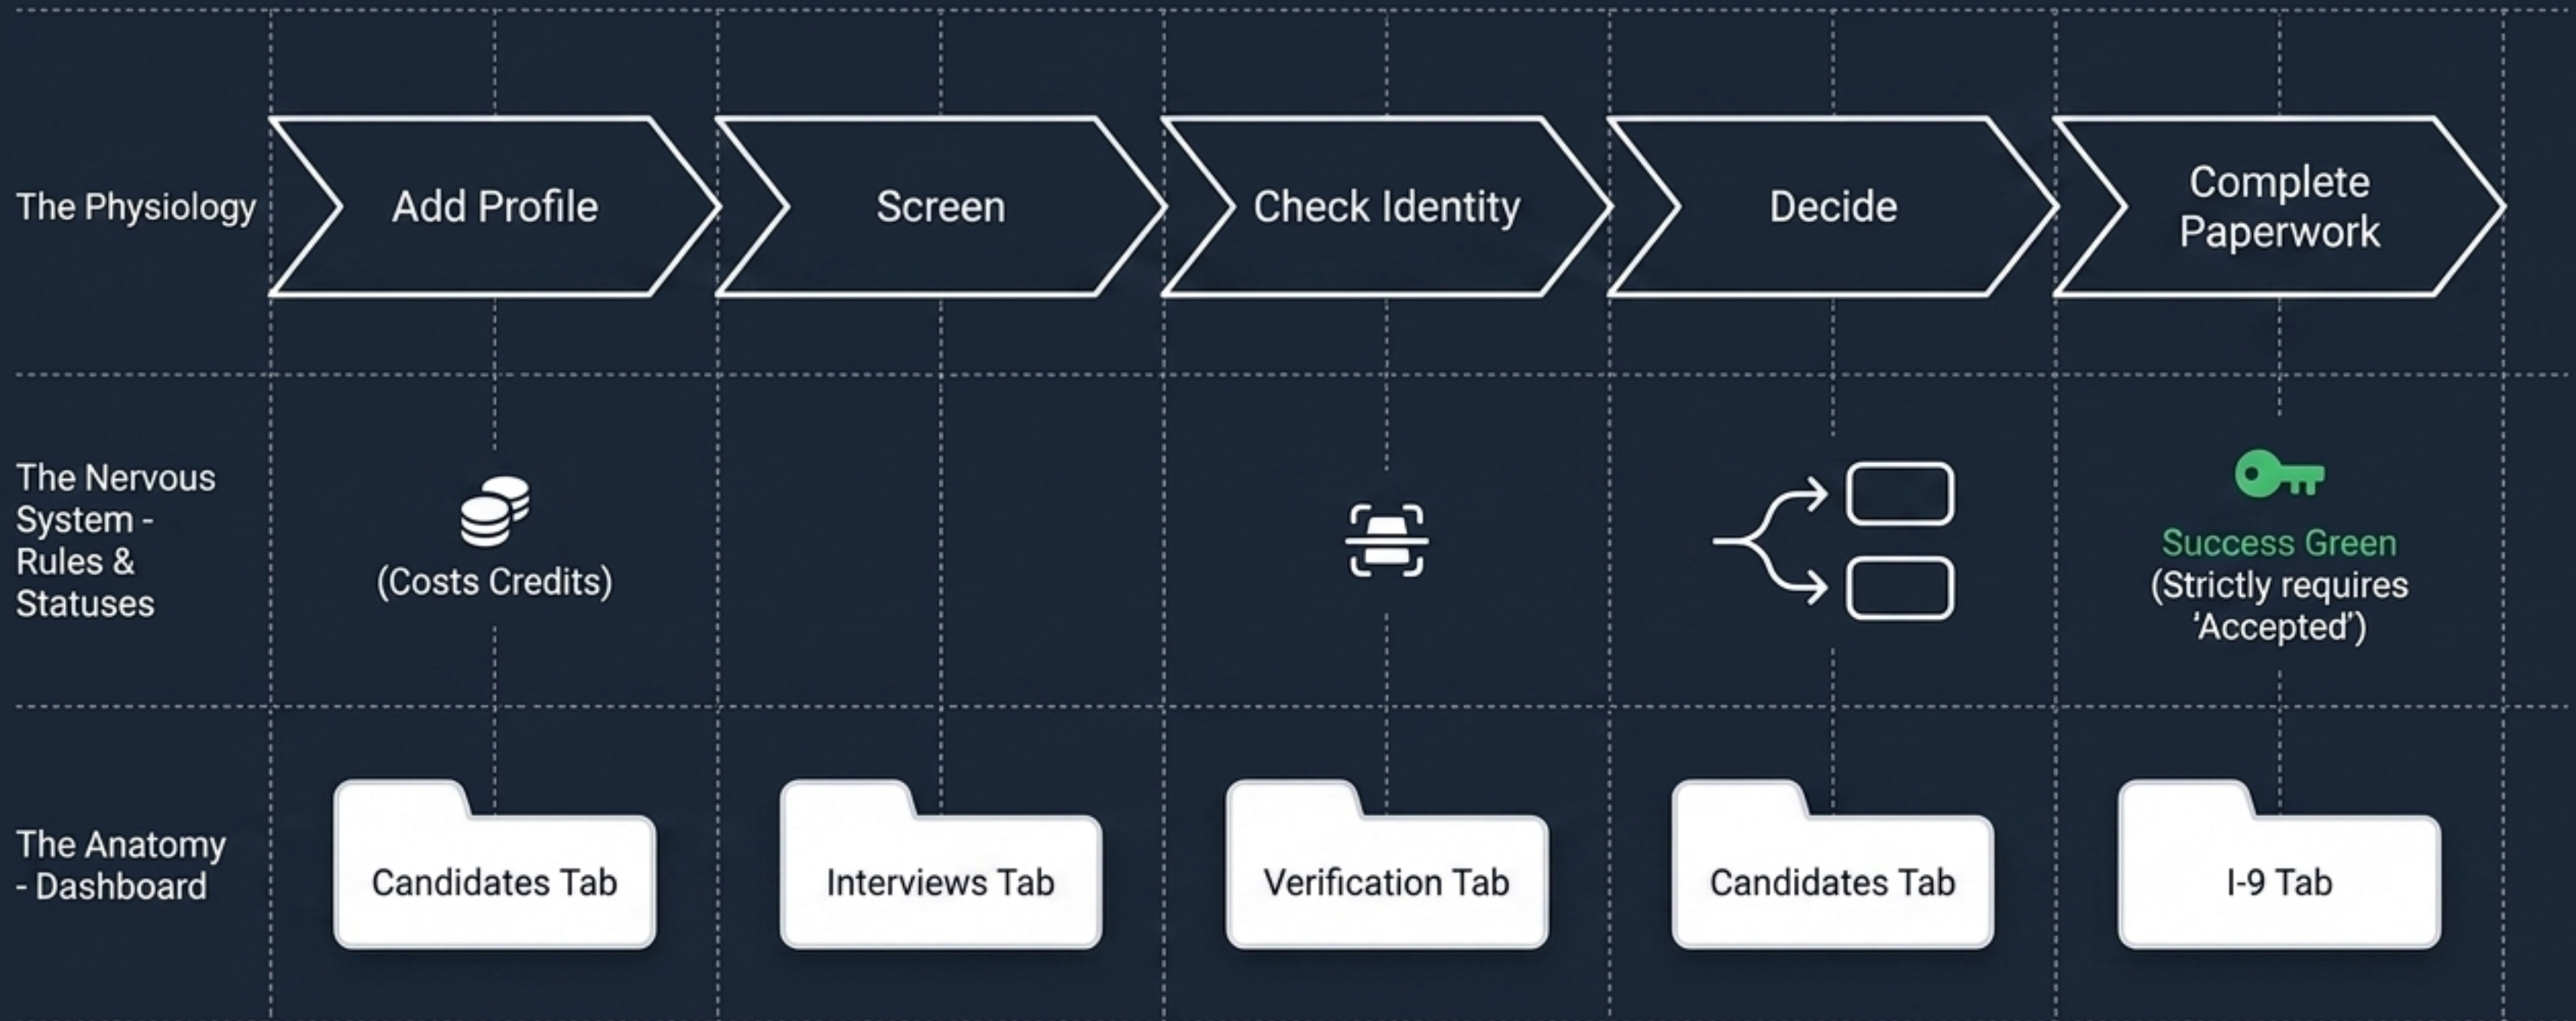 The Physiology
Add Profile
Screen
Check Identity
Decide
Complete
Paperwork
The Nervous
System -
Rules &
Statuses
(Costs Credits)
Success Green
(Strictly requires
'Accepted')
The Anatomy
- Dashboard
Candidates Tab
Interviews Tab
Verification Tab
Candidates Tab
I-9 Tab